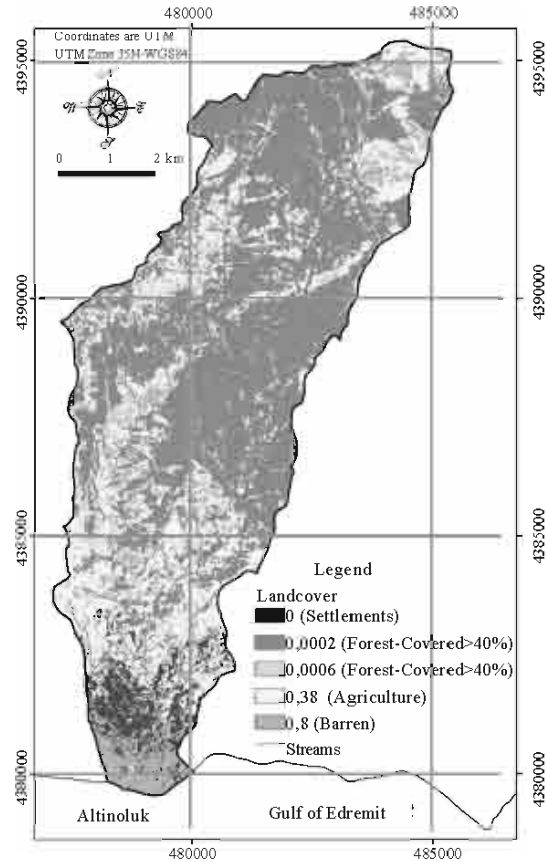 480000 485000
Coordinates are UTM
UTM Zone 35N-WGS84
4395000 4395000
0 1 2 km
4390000 4390000
4385000 4385000
Legend
Landcover
0 (Settlements)
0,0002 (Forest-Covered>40%)
0,0006 (Forest-Covered>40%)
0,38 (Agriculture)
0,8 (Barren)
Streams
4380000 4380000
Altinoluk Gulf of Edremit
480000 485000